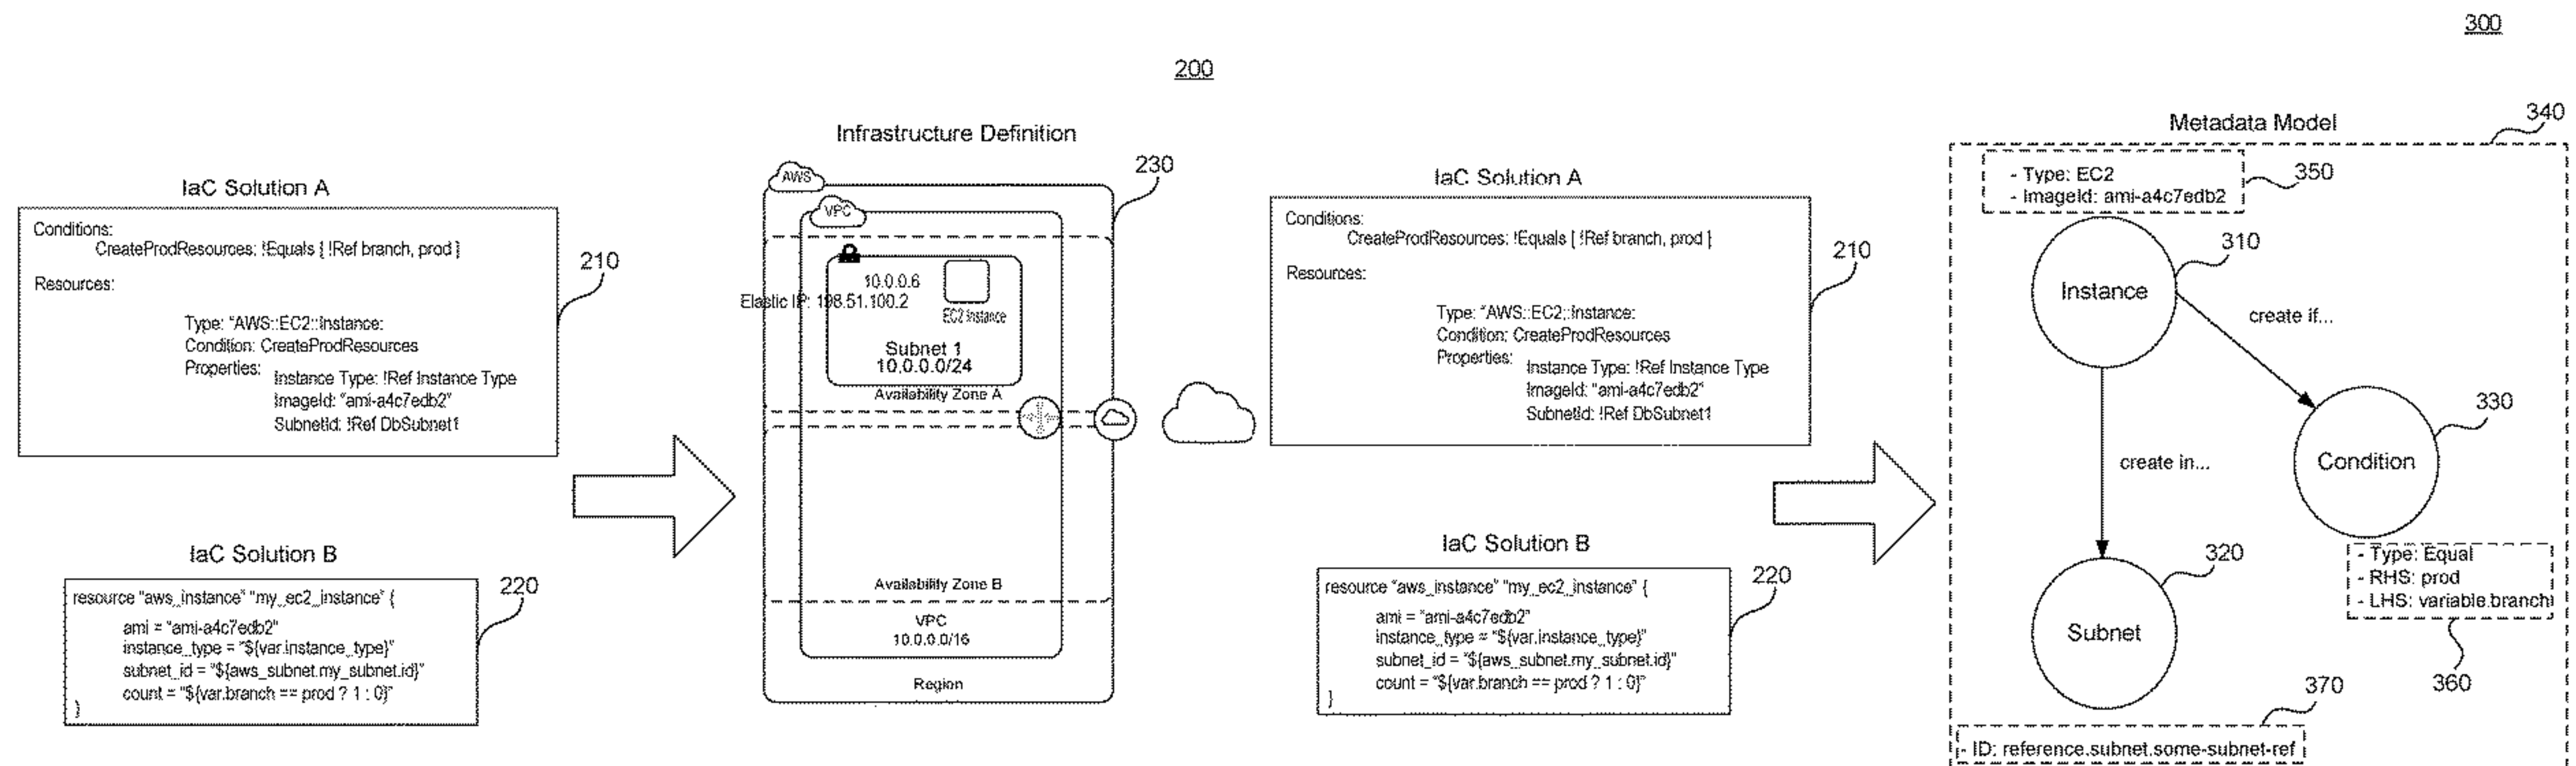 200
IaC Solution A
Conditions:
CreateProdResources: !Equals [ !Ref branch, prod ]
Resources:
Type: "AWS::EC2::Instance:
Condition: CreateProdResources
Properties:
Instance Type: !Ref Instance Type
ImageId: "ami-a4c7edb2"
SubnetId: !Ref DbSubnet1
210
IaC Solution B
resource "aws_instance" "my_ec2_instance" {
ami = "ami-a4c7edb2"
instance_type = "${var.instance_type}"
subnet_id = "${aws_subnet.my_subnet.id}"
count = "${var.branch == prod ? 1 : 0}"
}
220
Infrastructure Definition
230
AWS
VPC
10.0.0.6
Elastic IP: 198.51.100.2
EC2 Instance
Subnet 1
10.0.0.0/24
Availability Zone A
Availability Zone B
VPC
10.0.0.0/16
Region
300
IaC Solution A
Conditions:
CreateProdResources: !Equals [ !Ref branch, prod ]
Resources:
Type: "AWS::EC2::Instance:
Condition: CreateProdResources
Properties:
Instance Type: !Ref Instance Type
ImageId: "ami-a4c7edb2"
SubnetId: !Ref DbSubnet1
210
IaC Solution B
resource "aws_instance" "my_ec2_instance" {
ami = "ami-a4c7edb2"
instance_type = "${var.instance_type}"
subnet_id = "${aws_subnet.my_subnet.id}"
count = "${var.branch == prod ? 1 : 0}"
}
220
Metadata Model
340
- Type: EC2
- ImageId: ami-a4c7edb2
350
Instance
310
create if...
create in...
Condition
330
- Type: Equal
- RHS: prod
- LHS: variable.branch
360
Subnet
320
370
- ID: reference.subnet.some-subnet-ref